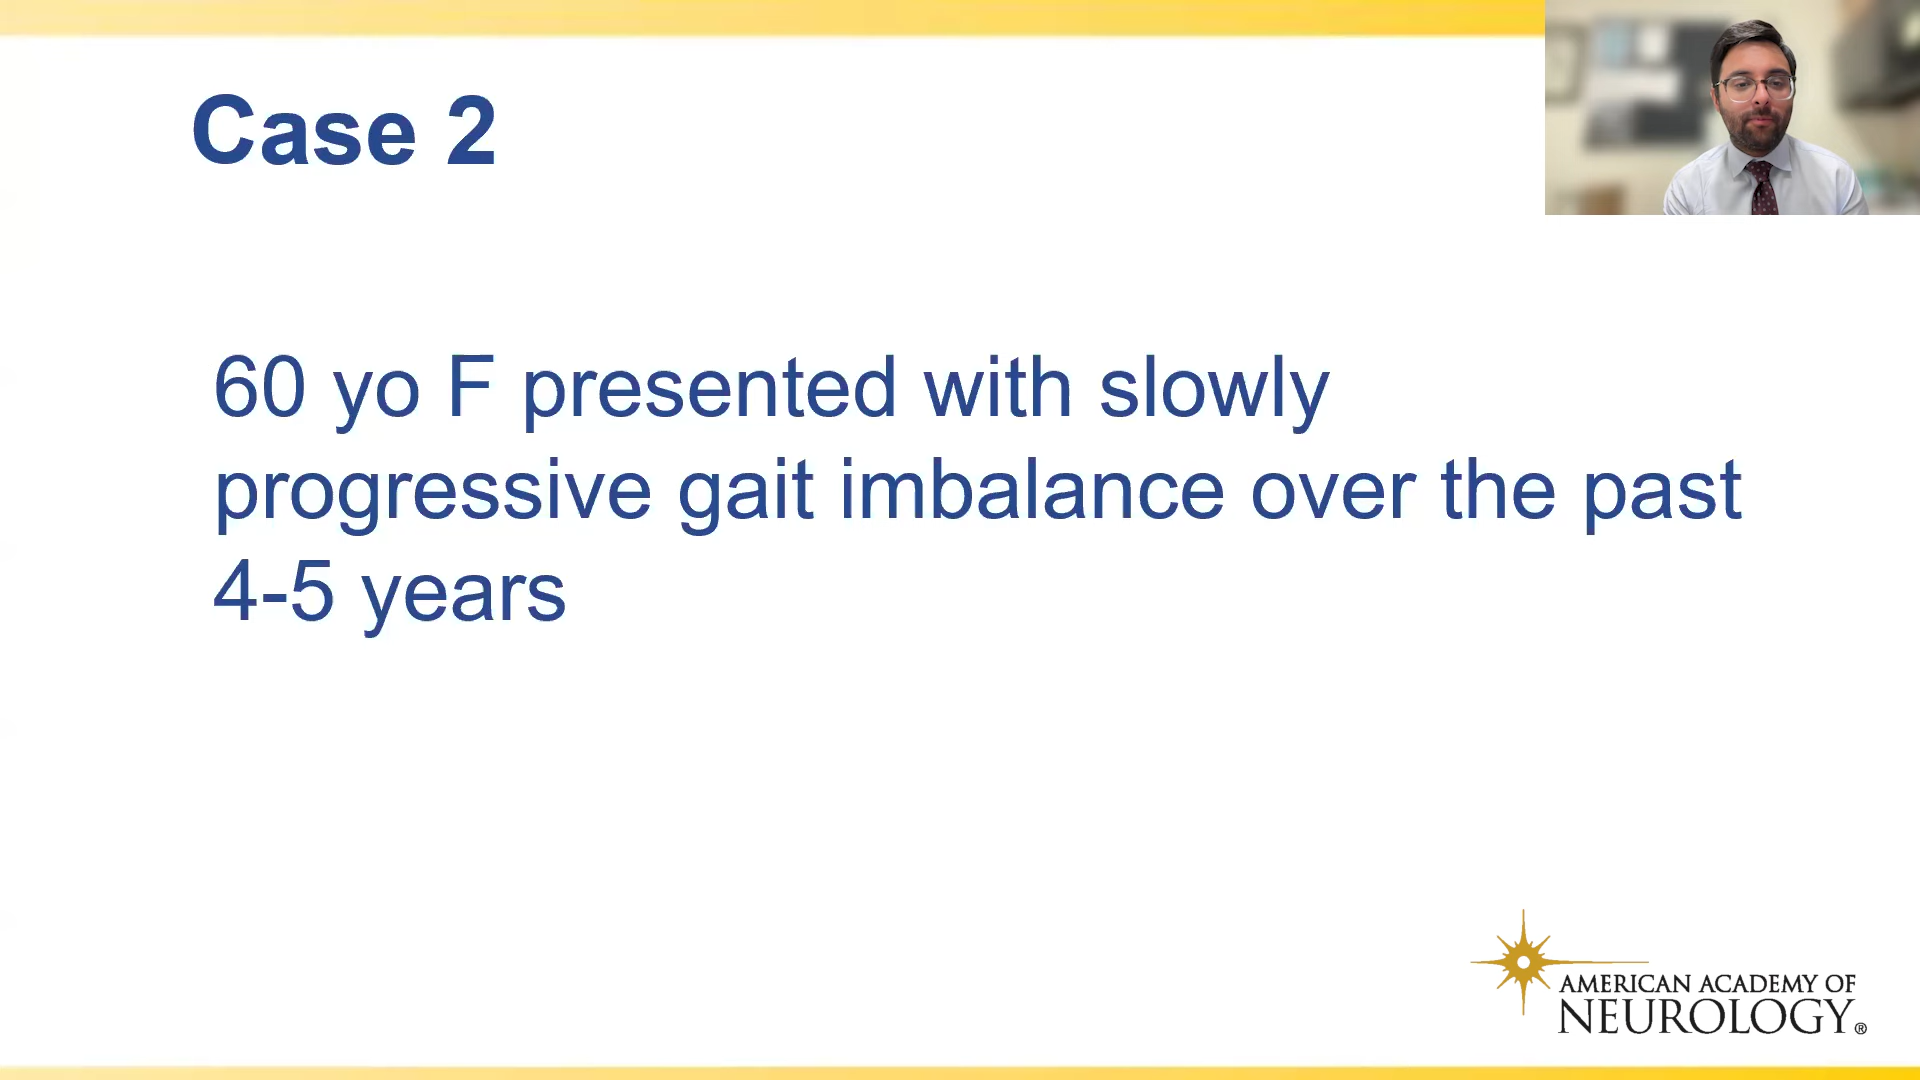 Case 2
60 yo F presented with slowly
progressive gait imbalance over the past
4-5 years
AMERICAN ACADEMY OF
NEUROLOGY®